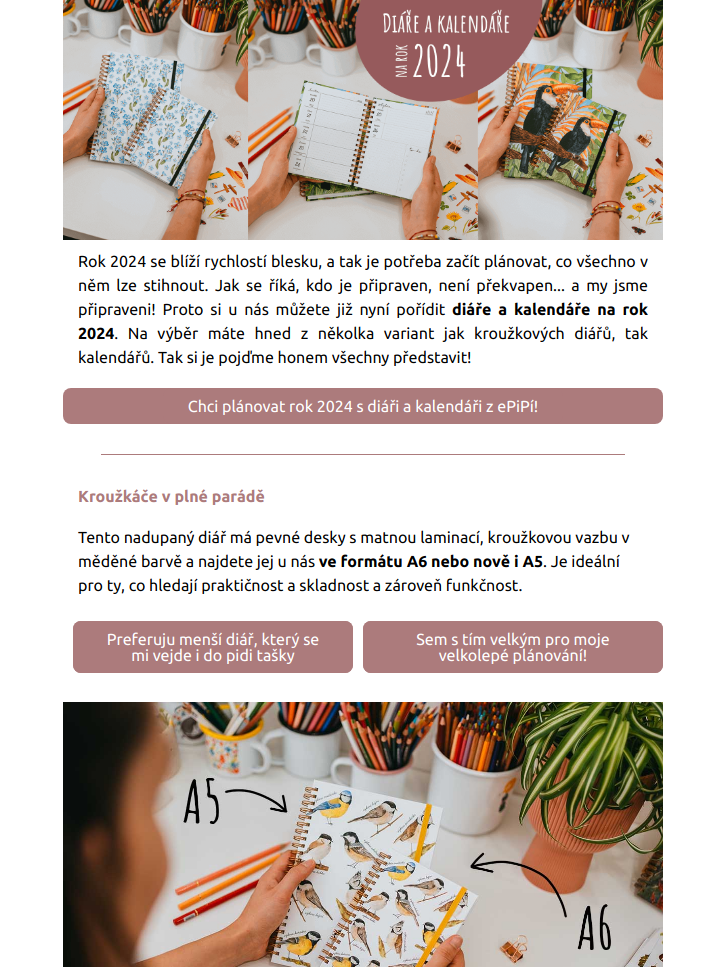 Diáře a kalendáře
na rok 2024
Rok 2024 se blíží rychlostí blesku, a tak je potřeba začít plánovat, co všechno v
něm lze stihnout. Jak se říká, kdo je připraven, není překvapen... a my jsme
připraveni! Proto si u nás můžete již nyní pořídit diáře a kalendáře na rok
2024. Na výběr máte hned z několika variant jak kroužkových diářů, tak
kalendářů. Tak si je pojďme honem všechny představit!
Chci plánovat rok 2024 s diáři a kalendáři z ePiPí!
Kroužkáče v plné parádě
Tento nadupaný diář má pevné desky s matnou laminací, kroužkovou vazbu v
měděné barvě a najdete jej u nás ve formátu A6 nebo nově i A5. Je ideální
pro ty, co hledají praktičnost a skladnost a zároveň funkčnost.
Preferuju menší diář, který se
mi vejde i do pidi tašky
Sem s tím velkým pro moje
velkolepé plánování!
A5
A6